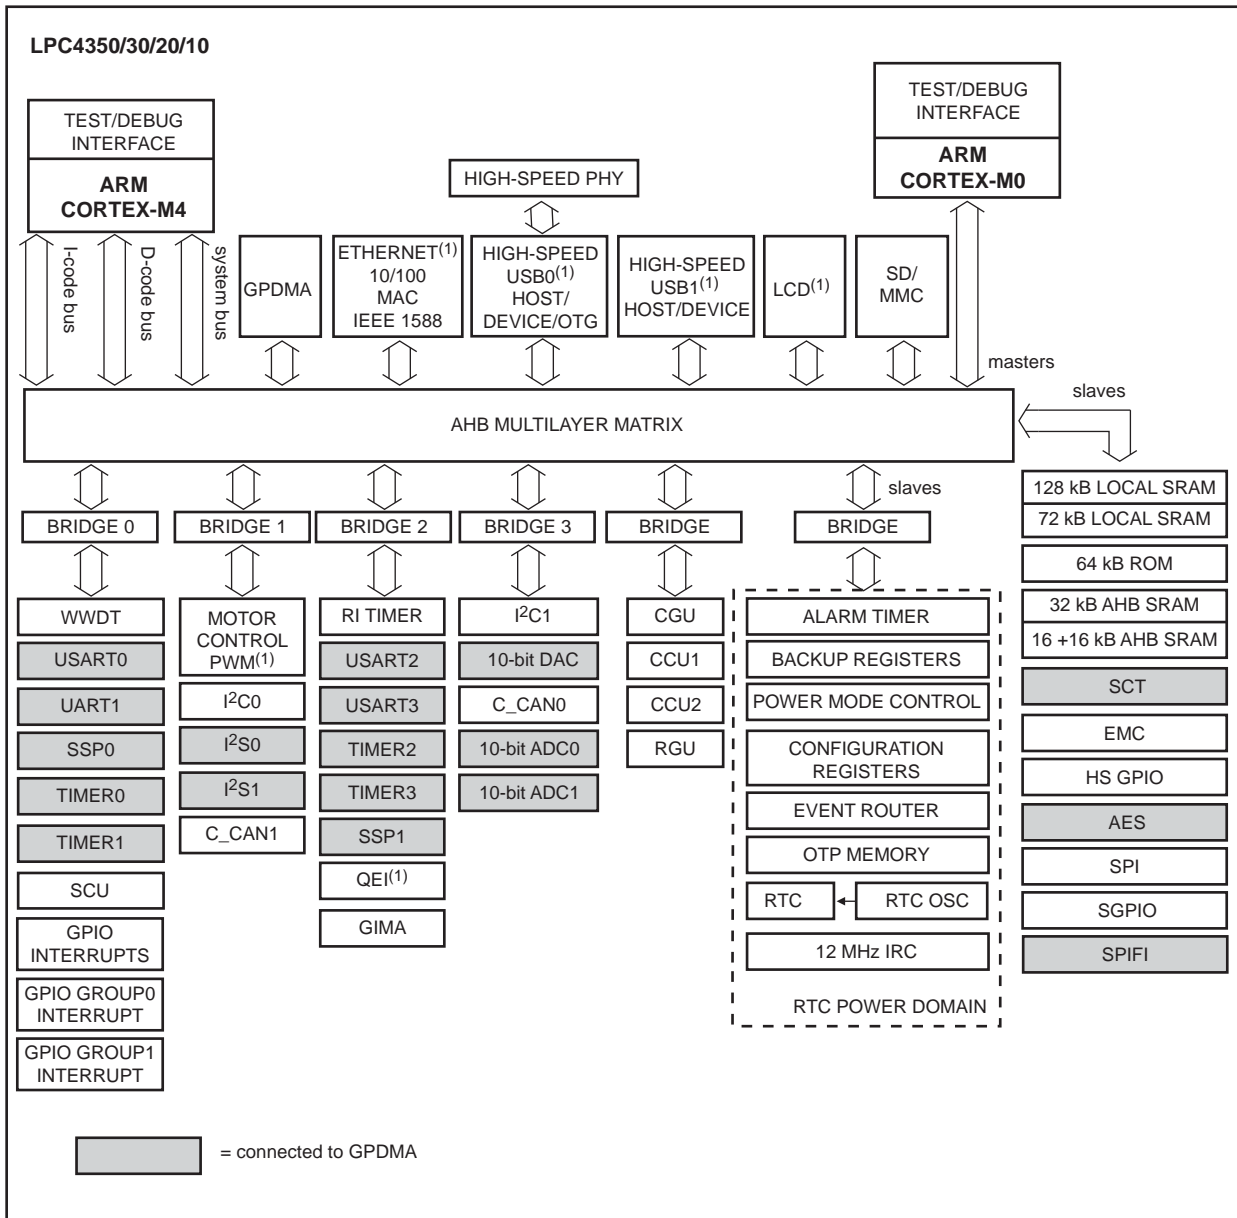 LPC4350/30/20/10
TEST/DEBUG
INTERFACE
ARM
CORTEX-M4
TEST/DEBUG
INTERFACE
ARM
CORTEX-M0
HIGH-SPEED PHY
I-code bus
D-code bus
system bus
GPDMA
ETHERNET(1)
10/100
MAC
IEEE 1588
HIGH-SPEED
USB0(1)
HOST/
DEVICE/OTG
HIGH-SPEED
USB1(1)
HOST/DEVICE
LCD(1)
SD/
MMC
masters
slaves
AHB MULTILAYER MATRIX
slaves
BRIDGE 0
BRIDGE 1
BRIDGE 2
BRIDGE 3
BRIDGE
BRIDGE
WWDT
USART0
UART1
SSP0
TIMER0
TIMER1
SCU
GPIO
INTERRUPTS
GPIO GROUP0
INTERRUPT
GPIO GROUP1
INTERRUPT
MOTOR
CONTROL
PWM(1)
I2C0
I2S0
I2S1
C_CAN1
RI TIMER
USART2
USART3
TIMER2
TIMER3
SSP1
QEI(1)
GIMA
I2C1
10-bit DAC
C_CAN0
10-bit ADC0
10-bit ADC1
CGU
CCU1
CCU2
RGU
ALARM TIMER
BACKUP REGISTERS
POWER MODE CONTROL
CONFIGURATION
REGISTERS
EVENT ROUTER
OTP MEMORY
RTC
RTC OSC
12 MHz IRC
RTC POWER DOMAIN
128 kB LOCAL SRAM
72 kB LOCAL SRAM
64 kB ROM
32 kB AHB SRAM
16 +16 kB AHB SRAM
SCT
EMC
HS GPIO
AES
SPI
SGPIO
SPIFI
= connected to GPDMA